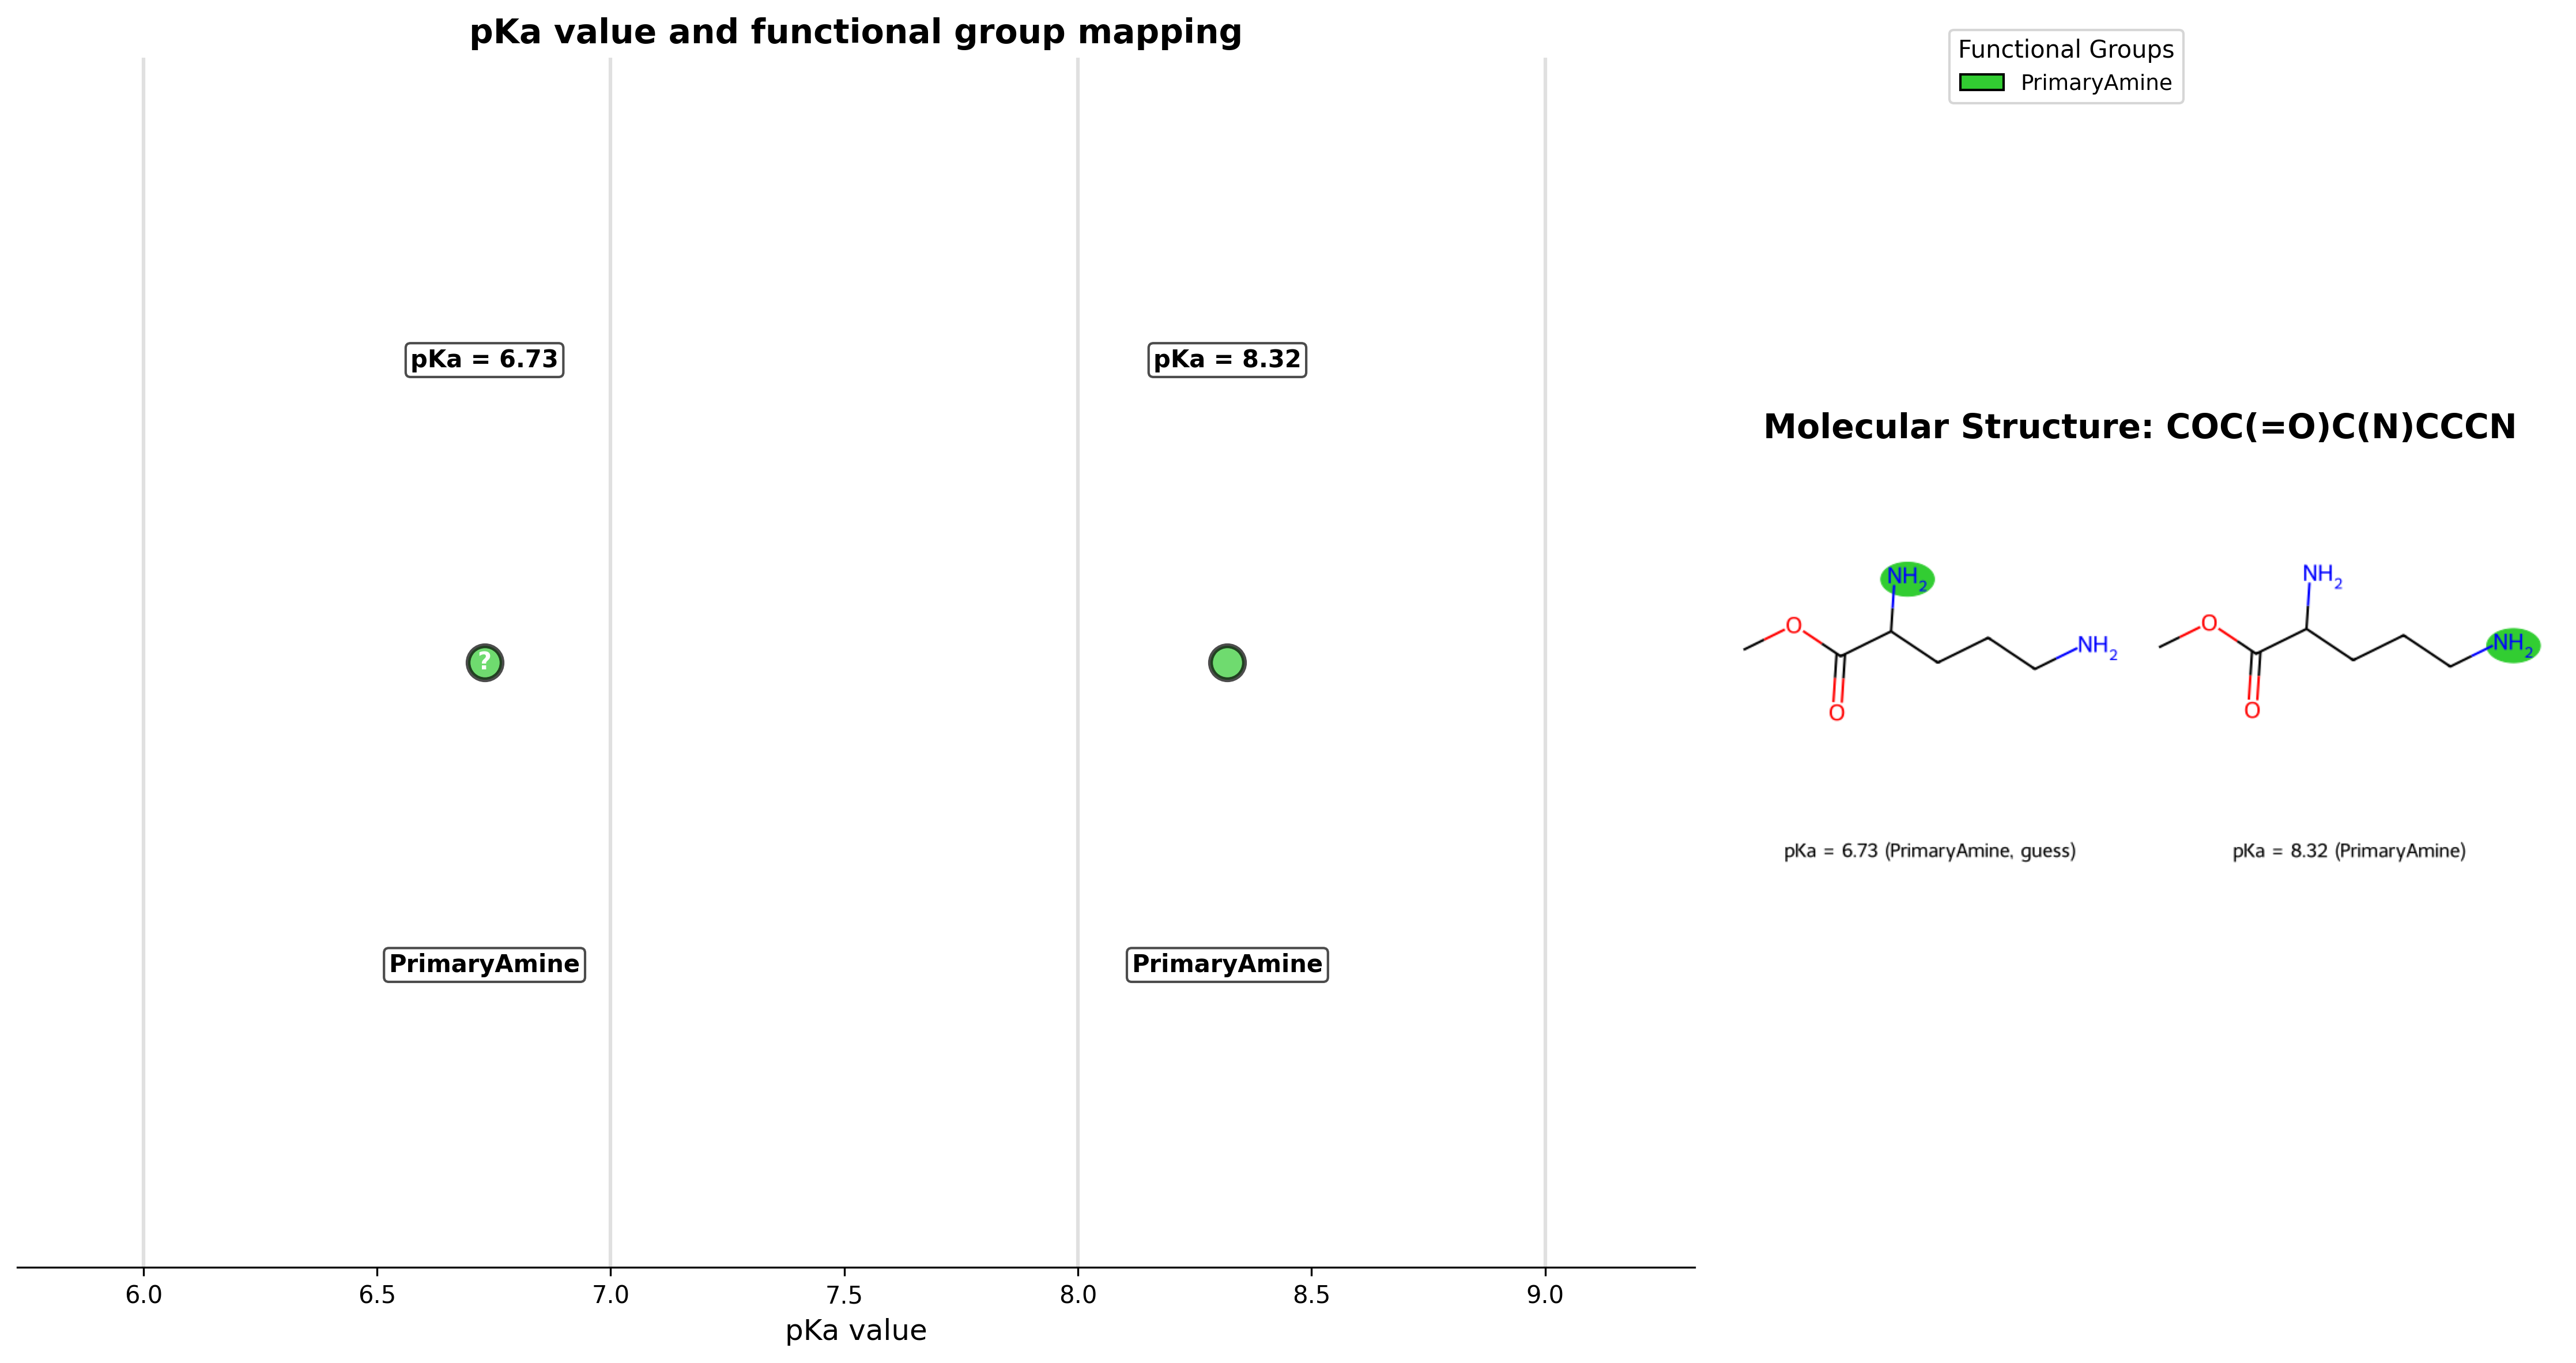 pKa value and functional group mapping
pKa = 6.73
pKa = 8.32
?
PrimaryAmine
PrimaryAmine
6.0 6.5 7.0 7.5 8.0 8.5 9.0
pKa value
Functional Groups
PrimaryAmine
Molecular Structure: COC(=O)C(N)CCCN
NH2
O
O
NH2
NH2
O
O
NH2
pKa = 6.73 (PrimaryAmine, guess)
pKa = 8.32 (PrimaryAmine)